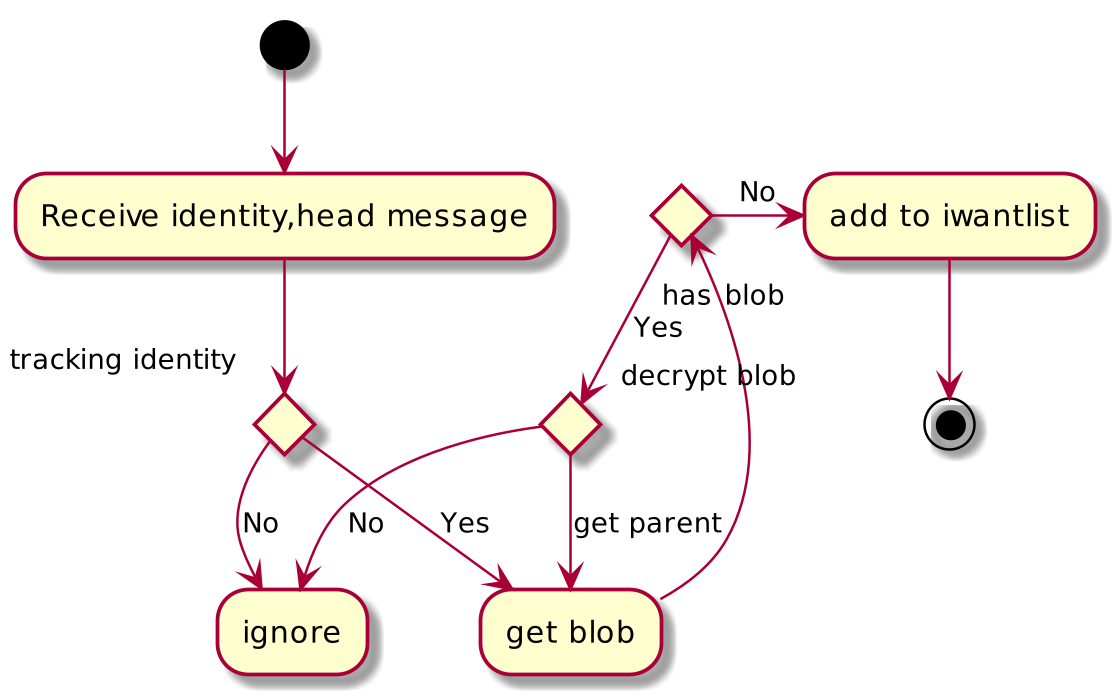 Receive identity,head message
No
add to iwantlist
has blob
Yes
tracking identity
decrypt blob
No
No
Yes
get parent
ignore
get blob